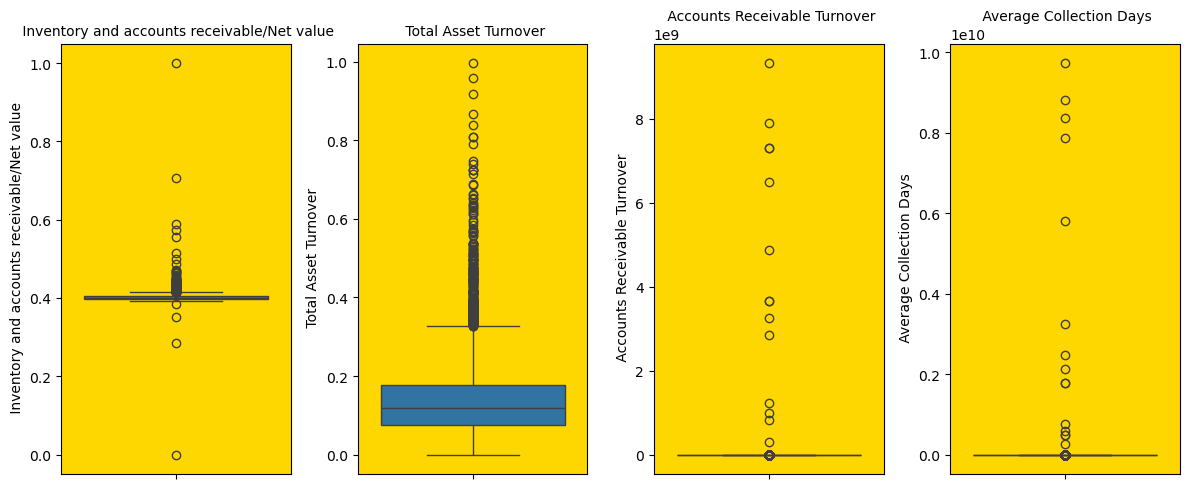 Inventory and accounts receivable/Net value
Inventory and accounts receivable/Net value
1.0
0.8
0.6
0.4
0.2
0.0
Total Asset Turnover
Total Asset Turnover
1.0
0.8
0.6
0.4
0.2
0.0
Accounts Receivable Turnover
1e9
Accounts Receivable Turnover
8
6
4
2
0
Average Collection Days
1e10
Average Collection Days
1.0
0.8
0.6
0.4
0.2
0.0